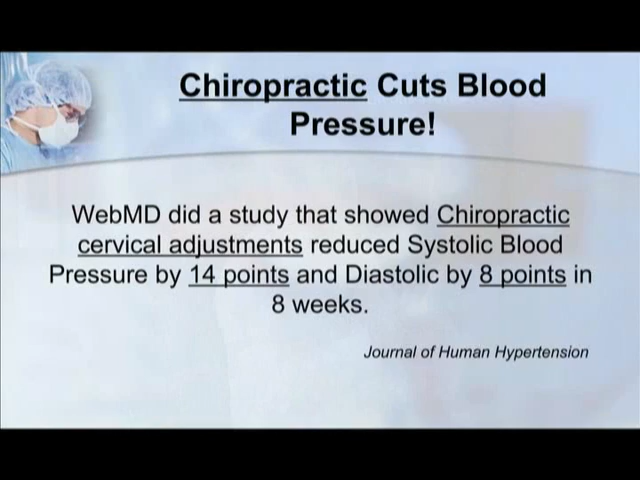 Chiropractic Cuts Blood
Pressure!
WebMD did a study that showed Chiropractic
cervical adjustments reduced Systolic Blood
Pressure by 14 points and Diastolic by 8 points in
8 weeks.
Journal of Human Hypertension